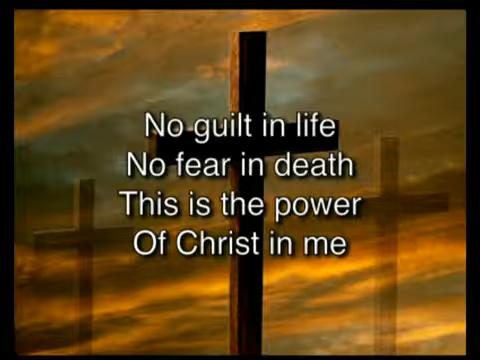 No guilt in life
No fear in death
This is the power
Of Christ in me